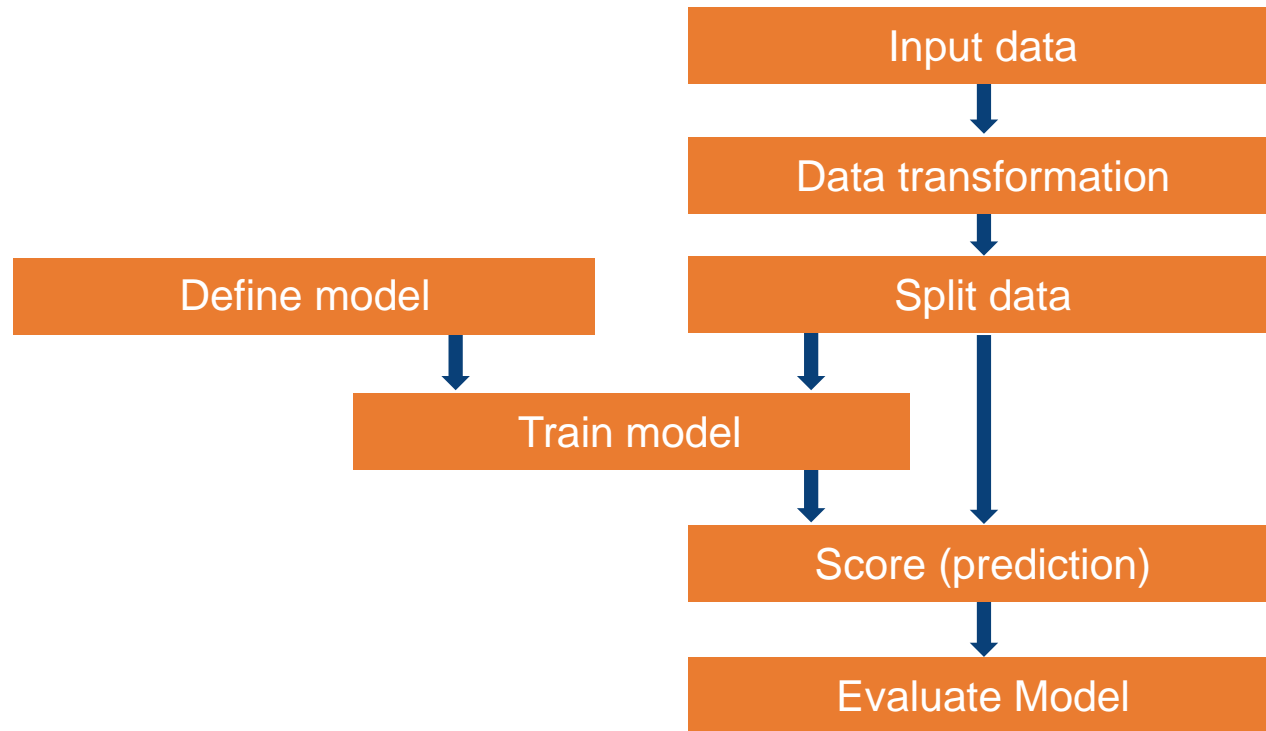 Input data
Data transformation
Define model
Split data
Train model
Score (prediction)
Evaluate Model